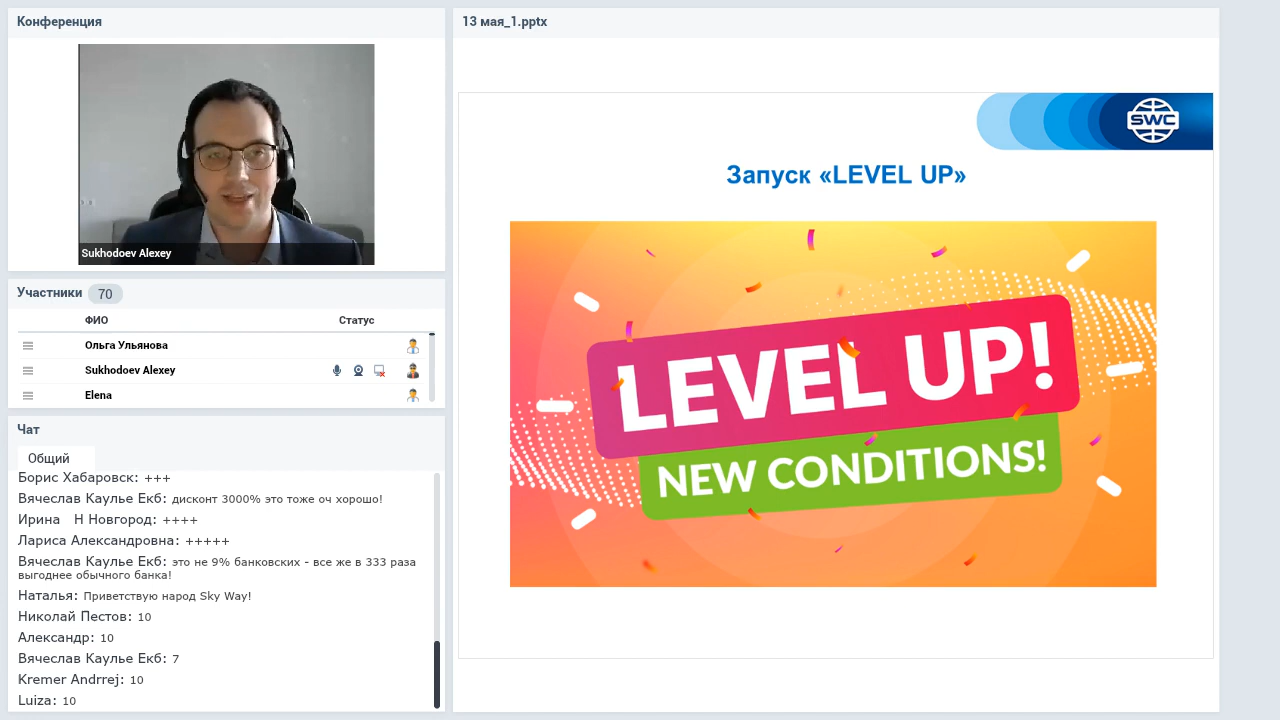 Конференция
Sukhodoev Alexey
Участники 70
ФИО Статус
Ольга Ульянова
Sukhodoev Alexey
Elena
Чат
Общий
Борис Хабаровск: +++
Вячеслав Каулье Екб: дисконт 3000% это тоже оч хорошо!
Ирина Н Новгород: ++++
Лариса Александровна: +++++
Вячеслав Каулье Екб: это не 9% банковских - все же в 333 раза
выгоднее обычного банка!
Наталья: Приветствую народ Sky Way!
Николай Пестов: 10
Александр: 10
Вячеслав Каулье Екб: 7
Kremer Andrrej: 10
Luiza: 10
13 мая_1.pptx
SWC
Запуск «LEVEL UP»
LEVEL UP!
NEW CONDITIONS!